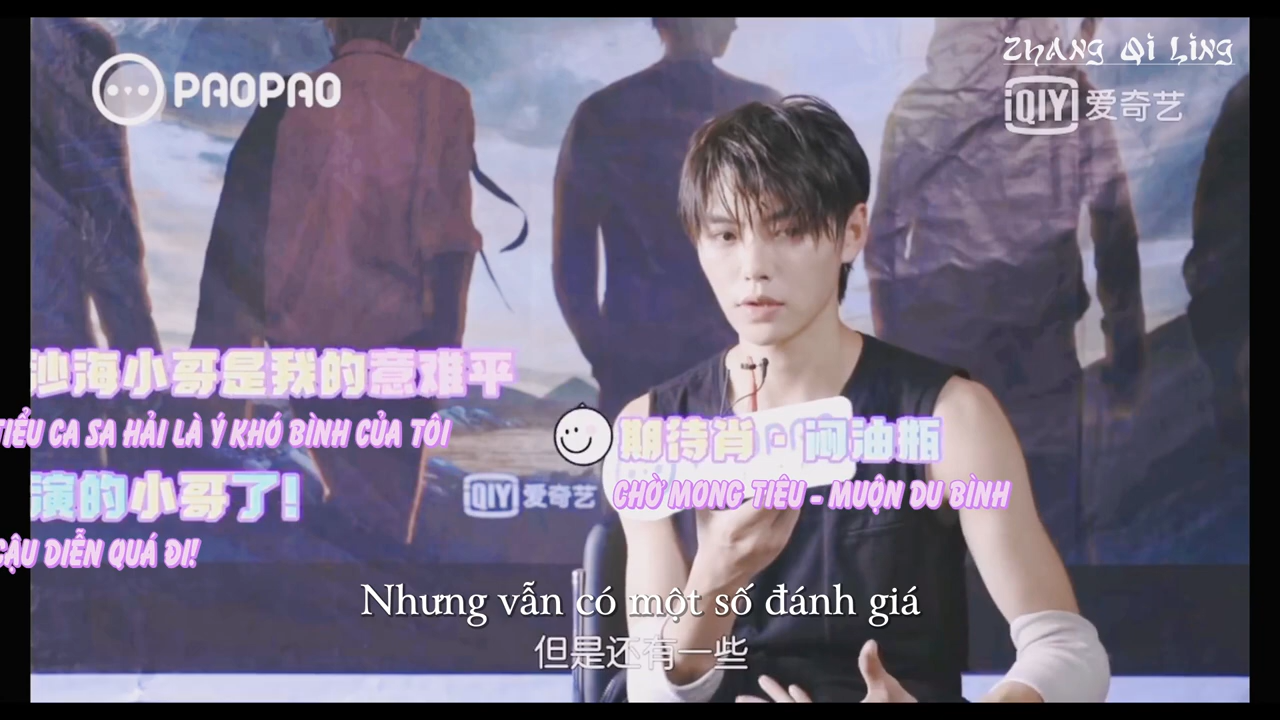 PAOPAO
ZHANG QI LING
iQIYI 爱奇艺
沙海小哥是我的意难平
TIỂU CA SA HẢI LÀ Ý KHÓ BÌNH CỦA TÔI
期待肖·闷油瓶
CHỜ MONG TIÊU - MUỘN DU BÌNH
演的小哥了!
CẬU DIỄN QUÁ ĐI!
iQIYI 爱奇艺
Nhưng vẫn có một số đánh giá
但是还有一些